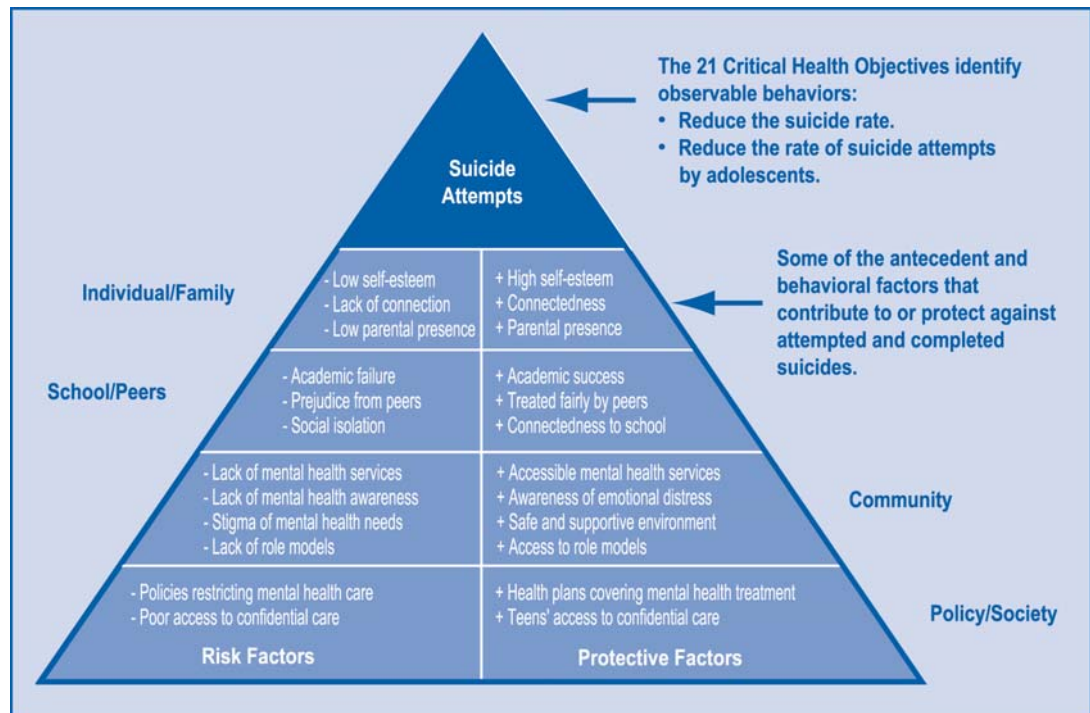 The 21 Critical Health Objectives identify
observable behaviors:
• Reduce the suicide rate.
• Reduce the rate of suicide attempts
by adolescents.
Suicide
Attempts
Some of the antecedent and
behavioral factors that
contribute to or protect against
attempted and completed
suicides.
Individual/Family
- Low self-esteem
- Lack of connection
- Low parental presence
+ High self-esteem
+ Connectedness
+ Parental presence
School/Peers
- Academic failure
- Prejudice from peers
- Social isolation
+ Academic success
+ Treated fairly by peers
+ Connectedness to school
- Lack of mental health services
- Lack of mental health awareness
- Stigma of mental health needs
- Lack of role models
+ Accessible mental health services
+ Awareness of emotional distress
+ Safe and supportive environment
+ Access to role models
Community
- Policies restricting mental health care
- Poor access to confidential care
+ Health plans covering mental health treatment
+ Teens' access to confidential care
Policy/Society
Risk Factors
Protective Factors